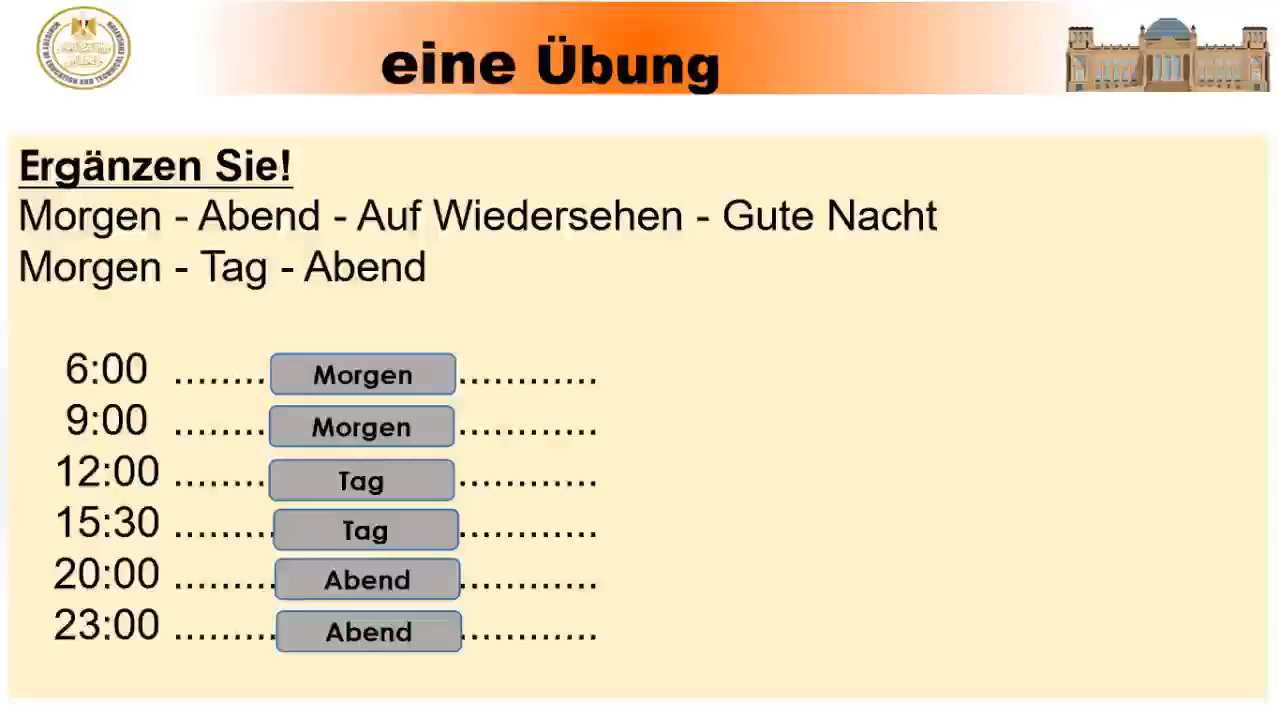 eine Übung
Ergänzen Sie!
Morgen - Abend - Auf Wiedersehen - Gute Nacht
Morgen - Tag - Abend
6:00 ........ Morgen ............
9:00 ........ Morgen ............
12:00 ........ Tag ............
15:30 ......... Tag ............
20:00 ......... Abend ............
23:00 ......... Abend ............